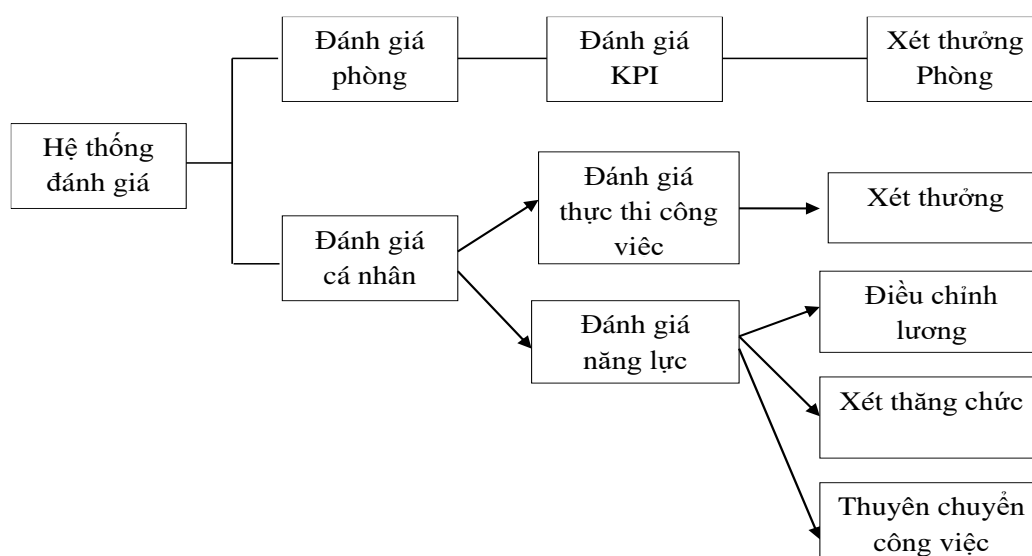 Đánh giá
phòng
Đánh giá
KPI
Xét thưởng
Phòng
Hệ thống
đánh giá
Đánh giá
cá nhân
Đánh giá
thực thi công
viêc
Xét thưởng
Đánh giá
năng lực
Điều chỉnh
lương
Xét thăng chức
Thuyên chuyển
công việc